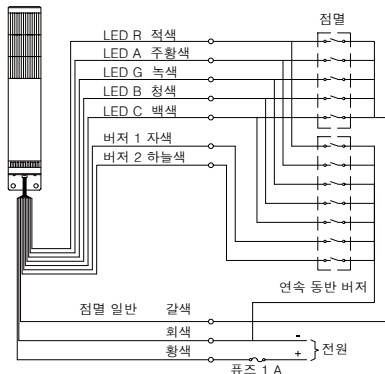 점멸
LED R 적색
LED A 주황색
LED G 녹색
LED B 청색
LED C 백색
버저 1 자색
버저 2 하늘색
연속 동반 버저
점멸 일반 갈색
회색
-
황색
+
전원
퓨즈 1 A